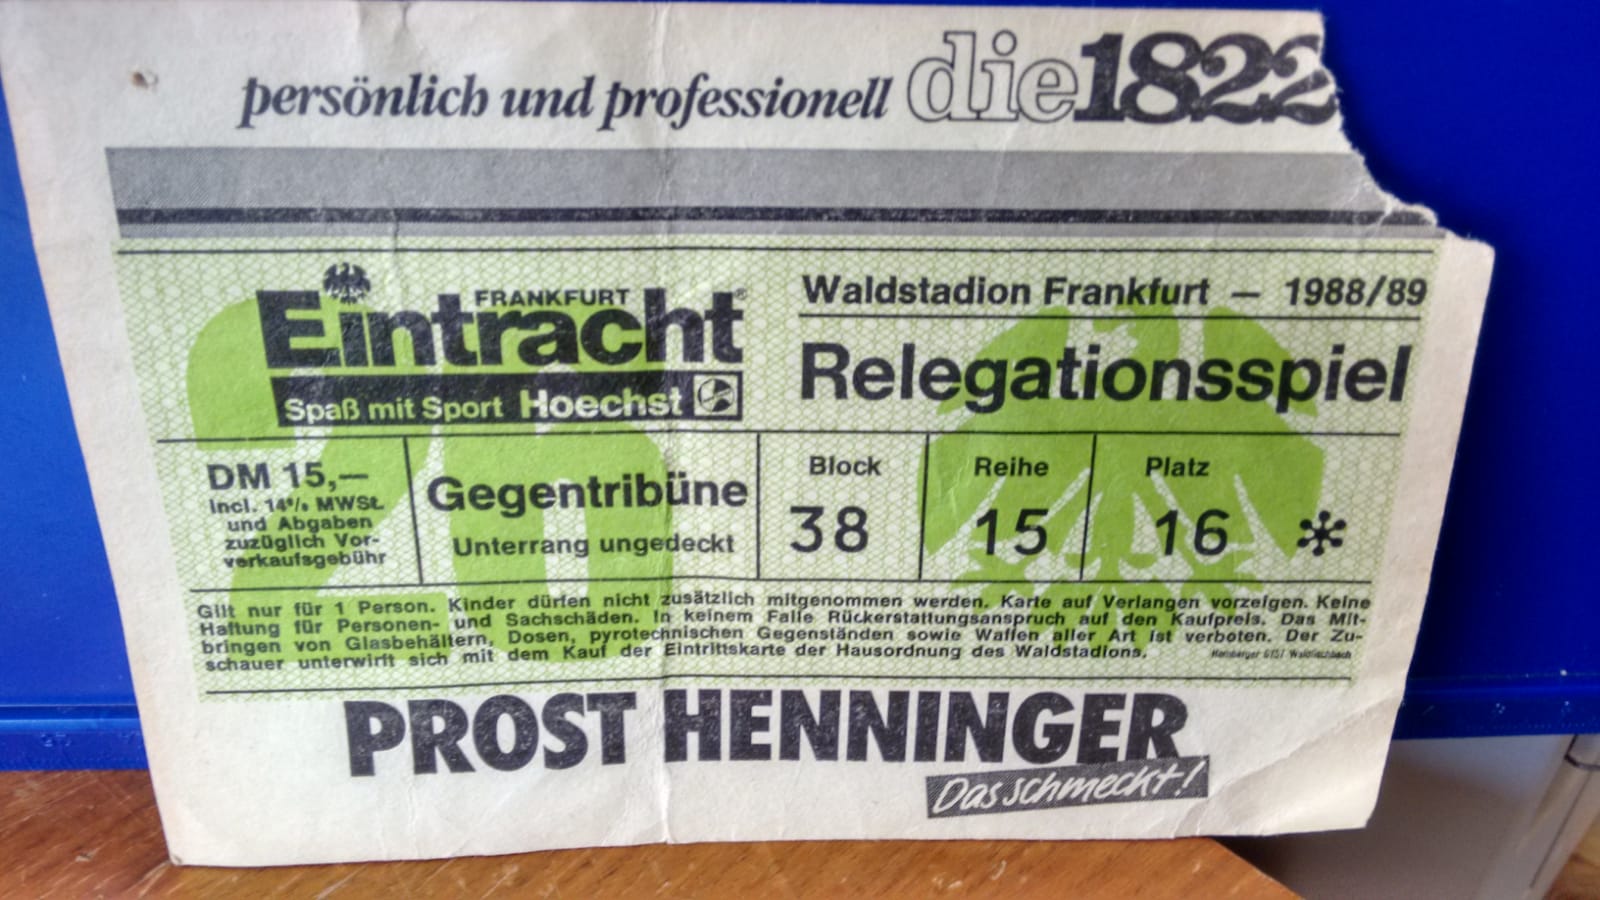 persönlich und professionell die1822
FRANKFURT
Eintracht®
Spaß mit Sport Hoechst
Waldstadion Frankfurt — 1988/89
Relegationsspiel
26
DM 15,—
Incl. 14% MWSt.
und Abgaben
zuzüglich Vor-
verkaufsgebühr
Gegentribüne
Unterrang ungedeckt
Block
38
Reihe
15
Platz
16 *
Gilt nur für 1 Person. Kinder dürfen nicht zusätzlich mitgenommen werden. Karte auf Verlangen vorzeigen. Keine
Haftung für Personen- und Sachschäden. In keinem Falle Rückerstattungsanspruch auf den Kaufpreis. Das Mit-
bringen von Glasbehältern, Dosen, pyrotechnischen Gegenständen sowie Waffen aller Art ist verboten. Der Zu-
schauer unterwirft sich mit dem Kauf der Eintrittskarte der Hausordnung des Waldstadions.
PROST HENNINGER
Das schmeckt!